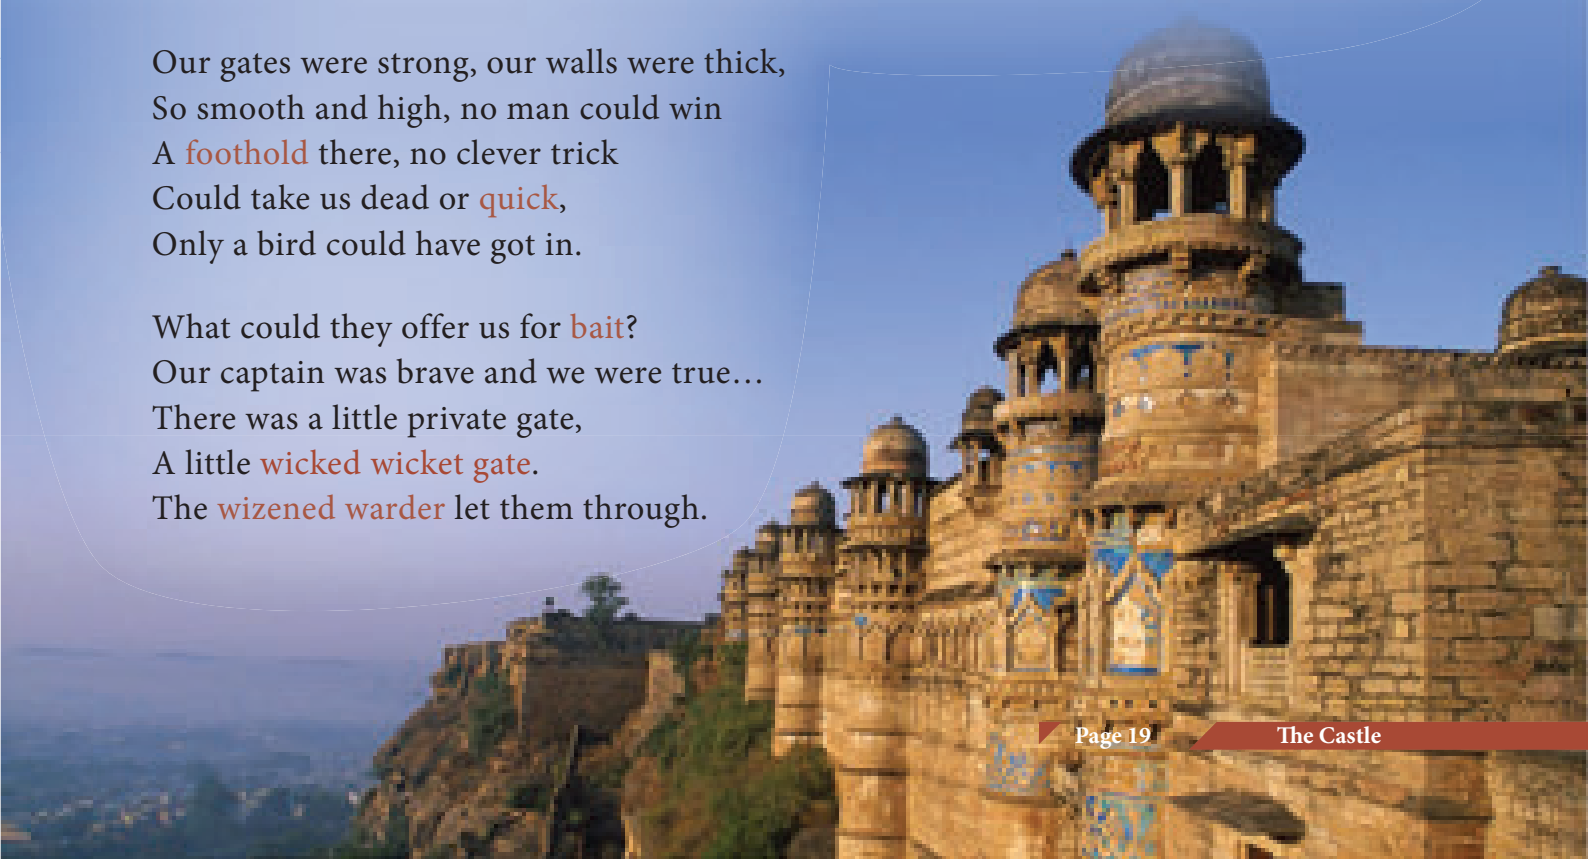 Our gates were strong, our walls were thick,
So smooth and high, no man could win
A foothold there, no clever trick
Could take us dead or quick,
Only a bird could have got in.
What could they offer us for bait?
Our captain was brave and we were true…
There was a little private gate,
A little wicked wicket gate.
The wizened warder let them through.
Page 19
The Castle